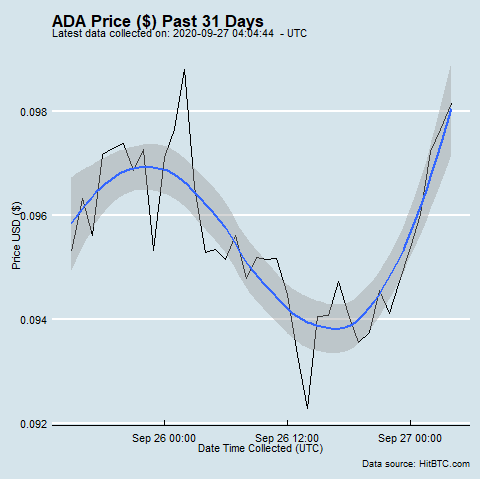 ADA Price ($) Past 31 Days
Latest data collected on: 2020-09-27 04:04:44 - UTC
0.098
0.096
0.094
0.092
Price USD ($)
Sep 26 00:00
Sep 26 12:00
Sep 27 00:00
Date Time Collected (UTC)
Data source: HitBTC.com